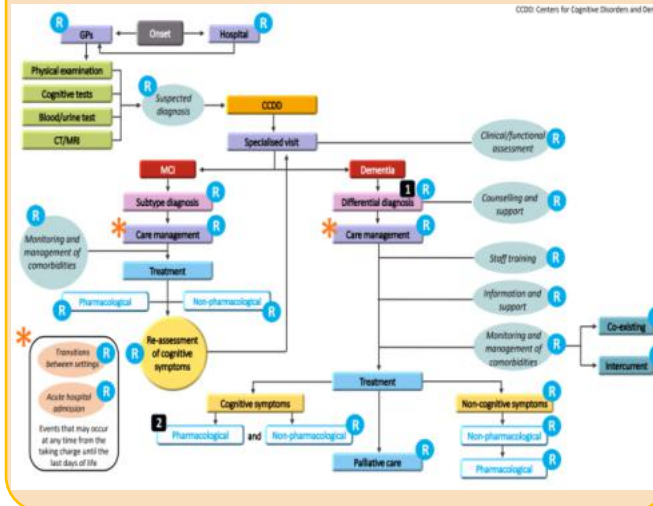 CCDD: Centers for Cognitive Disorders and Dem
R
R
GPs
Onset
Hospital
Physical examination
Cognitive tests
Blood/urine test
CT/MRI
R
Suspected
diagnosis
CCDD
Specialised visit
Clinical/functional
assessment
R
MCI
Dementia
Subtype diagnosis
R
1
R
Differential diagnosis
Counselling and
support
R
*
Care management
R
*
Care management
R
R
Monitoring and
management of
comorbidities
Staff training
R
Treatment
Information and
support
R
Pharmacological
R
Non-pharmacological
R
Re-assessment
of cognitive
symptoms
R
Monitoring and
management of
comorbidities
R
Co-existing
R
Intercurrent
R
*
Transitions
between settings
R
Acute hospital
admission
R
Events that may occur
at any time from the
taking charge until the
last days of life
Treatment
Cognitive symptoms
Non-cognitive symptoms
R
2
Pharmacological
and
Non-pharmacological
R
Non-pharmacological
R
Palliative care
R
Pharmacological
R